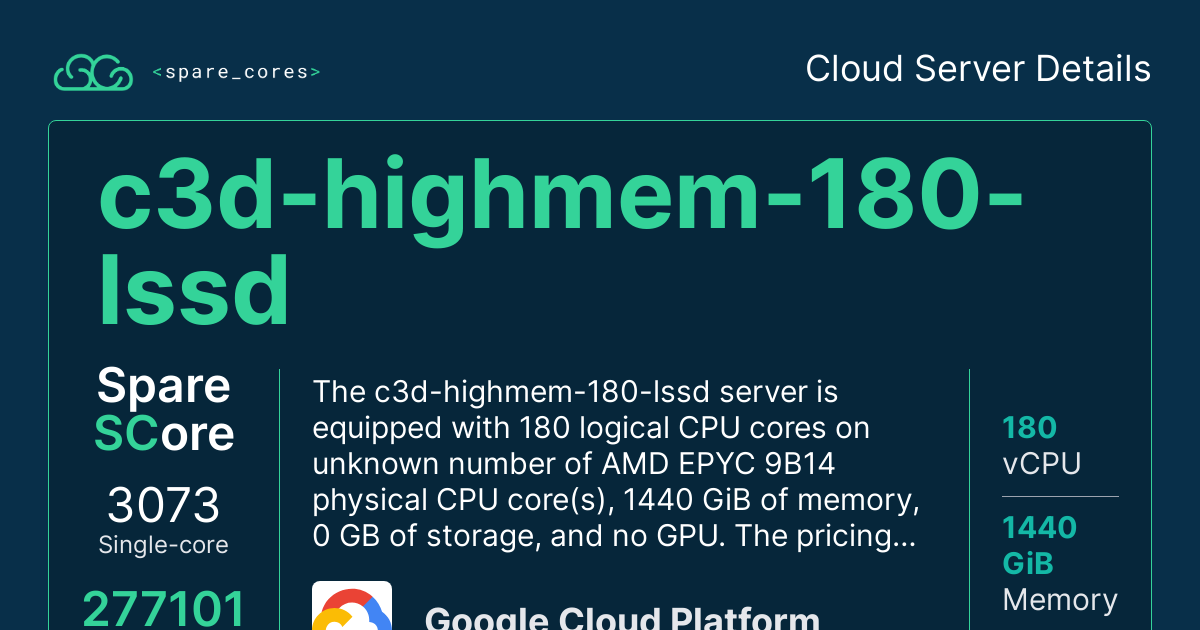 <spare_cores>
Cloud Server Details
c3d-highmem-180-
lssd
Spare
SCore
3073
Single-core
277101
The c3d-highmem-180-lssd server is
equipped with 180 logical CPU cores on
unknown number of AMD EPYC 9B14
physical CPU core(s), 1440 GiB of memory,
0 GB of storage, and no GPU. The pricing...
Google Cloud Platform
180
vCPU
1440
GiB
Memory